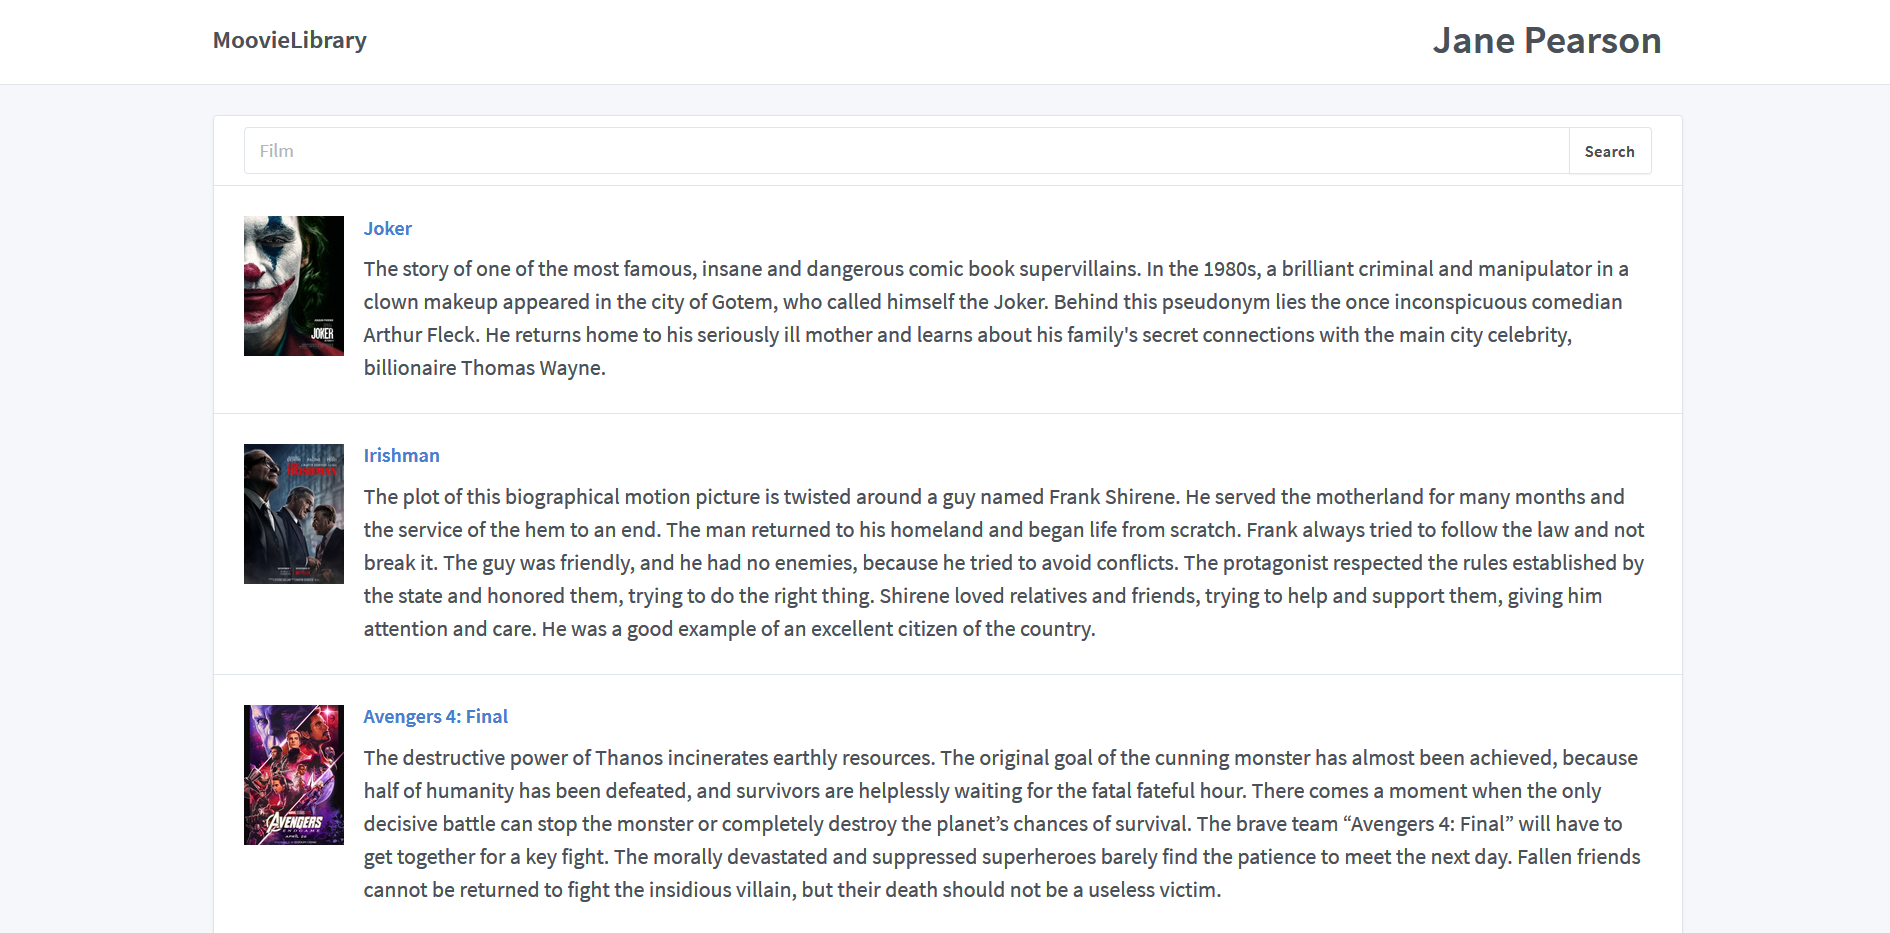 MoovieLibrary
Jane Pearson
Film
Search
Joker
The story of one of the most famous, insane and dangerous comic book supervillains. In the 1980s, a brilliant criminal and manipulator in a
clown makeup appeared in the city of Gotem, who called himself the Joker. Behind this pseudonym lies the once inconspicuous comedian
Arthur Fleck. He returns home to his seriously ill mother and learns about his family's secret connections with the main city celebrity,
billionaire Thomas Wayne.
JOKER
Irishman
The plot of this biographical motion picture is twisted around a guy named Frank Shirene. He served the motherland for many months and
the service of the hem to an end. The man returned to his homeland and began life from scratch. Frank always tried to follow the law and not
break it. The guy was friendly, and he had no enemies, because he tried to avoid conflicts. The protagonist respected the rules established by
the state and honored them, trying to do the right thing. Shirene loved relatives and friends, trying to help and support them, giving him
attention and care. He was a good example of an excellent citizen of the country.
Avengers 4: Final
The destructive power of Thanos incinerates earthly resources. The original goal of the cunning monster has almost been achieved, because
half of humanity has been defeated, and survivors are helplessly waiting for the fatal fateful hour. There comes a moment when the only
decisive battle can stop the monster or completely destroy the planet’s chances of survival. The brave team “Avengers 4: Final” will have to
get together for a key fight. The morally devastated and suppressed superheroes barely find the patience to meet the next day. Fallen friends
cannot be returned to fight the insidious villain, but their death should not be a useless victim.
AVENGERS
ENDGAME